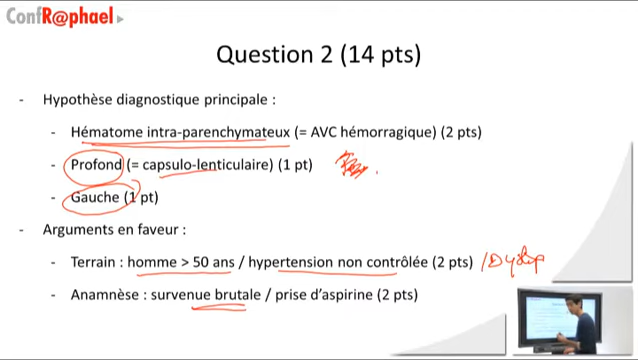 ConfR@phael
Question 2 (14 pts)
- Hypothèse diagnostique principale :
- Hématome intra-parenchymateux (= AVC hémorragique) (2 pts)
- Profond (= capsulo-lenticulaire) (1 pt)
- Gauche (1 pt)
- Arguments en faveur :
- Terrain : homme > 50 ans / hypertension non contrôlée (2 pts) /
- Anamnèse : survenue brutale / prise d'aspirine (2 pts)